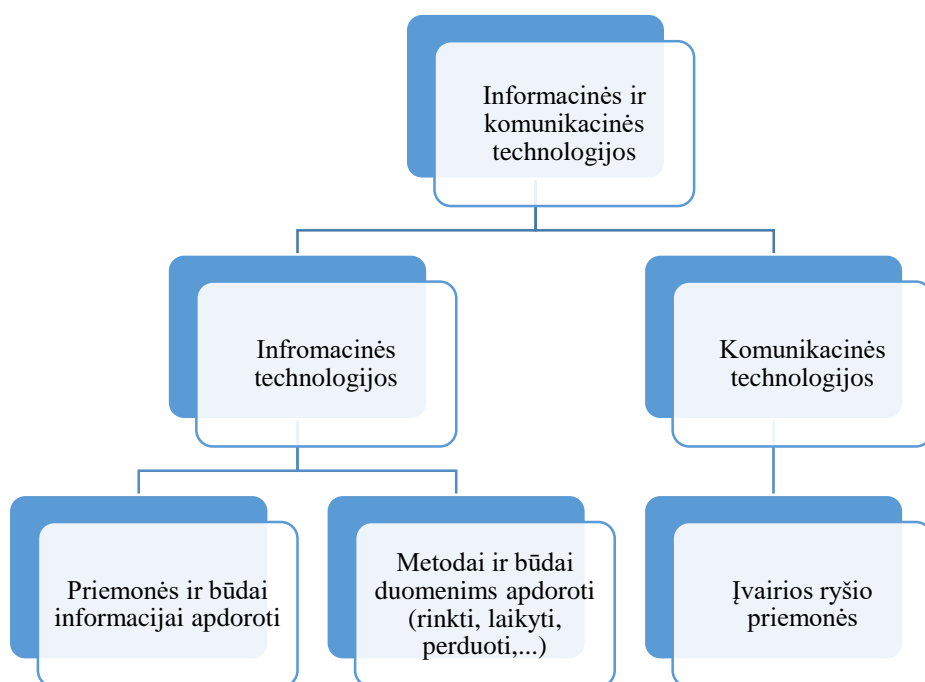 Informacinės ir
komunikacinės
technologijos
Infromacinės
technologijos
Komunikacinės
technologijos
Priemonės ir būdai
informacijai apdoroti
Metodai ir būdai
duomenims apdoroti
(rinkti, laikyti,
perduoti,...)
Įvairios ryšio
priemonės